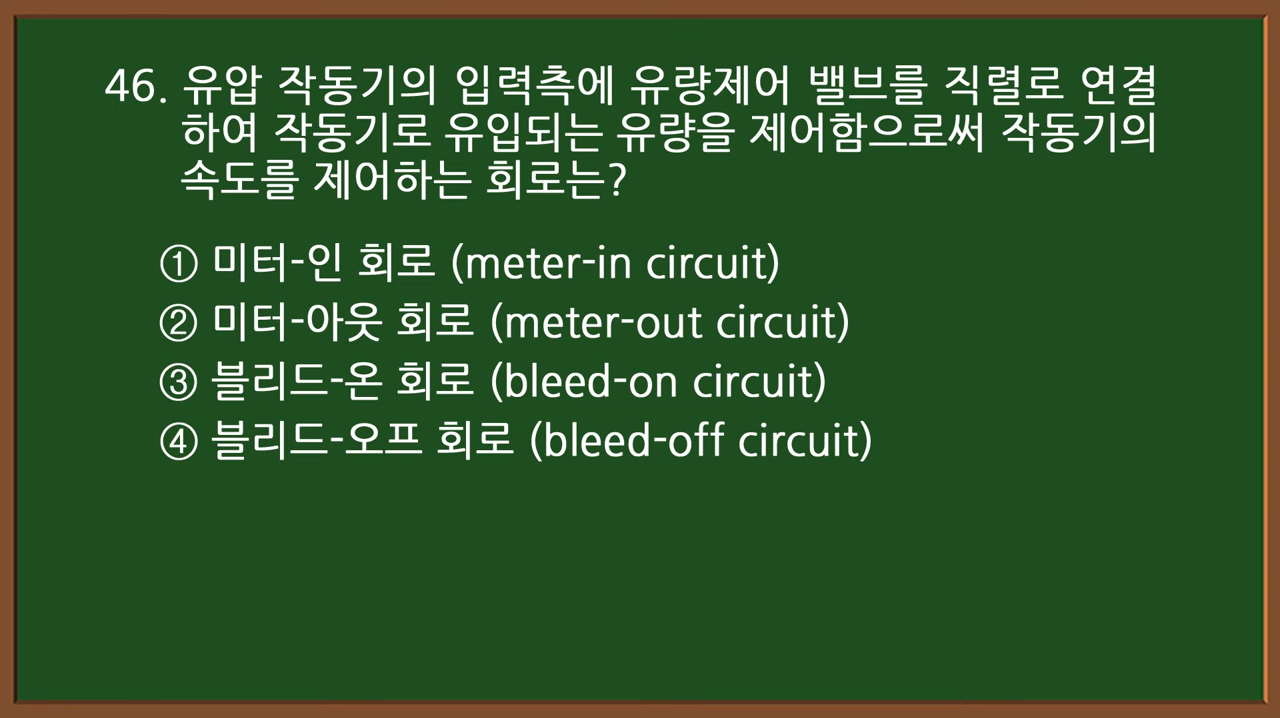 46. 유압 작동기의 입력측에 유량제어 밸브를 직렬로 연결
하여 작동기로 유입되는 유량을 제어함으로써 작동기의
속도를 제어하는 회로는?
① 미터-인 회로 (meter-in circuit)
② 미터-아웃 회로 (meter-out circuit)
③ 블리드-온 회로 (bleed-on circuit)
④ 블리드-오프 회로 (bleed-off circuit)